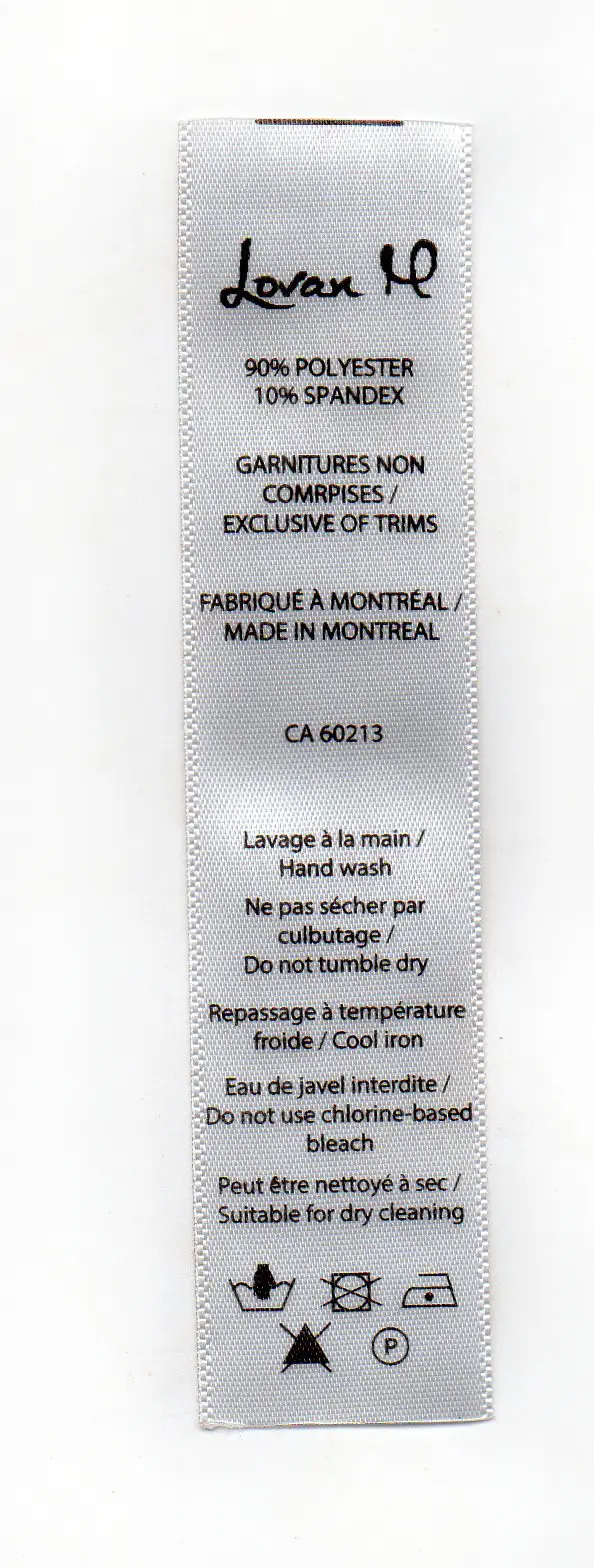 Lovan M
90% POLYESTER
10% SPANDEX
GARNITURES NON
COMRPISES /
EXCLUSIVE OF TRIMS
FABRIQUÉ À MONTRÉAL /
MADE IN MONTREAL
CA 60213
Lavage à la main /
Hand wash
Ne pas sécher par
culbutage /
Do not tumble dry
Repassage à température
froide / Cool iron
Eau de javel interdite /
Do not use chlorine-based
bleach
Peut être nettoyé à sec /
Suitable for dry cleaning
P